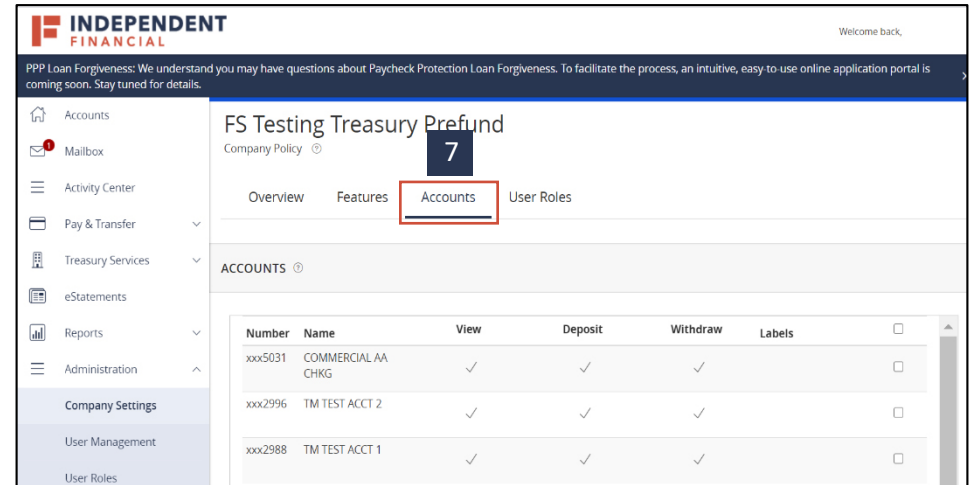 INDEPENDENT
FINANCIAL
Welcome back,
PPP Loan Forgiveness: We understand you may have questions about Paycheck Protection Loan Forgiveness. To facilitate the process, an intuitive, easy-to-use online application portal is
coming soon. Stay tuned for details.
Accounts
1
Mailbox
Activity Center
Pay & Transfer
Treasury Services
eStatements
Reports
Administration
Company Settings
User Management
User Roles
FS Testing Treasury Prefund
Company Policy
7
Overview Features Accounts User Roles
ACCOUNTS
Number Name View Deposit Withdraw Labels
xxx5031 COMMERCIAL AA
CHKG
xxx2996 TM TEST ACCT 2
xxx2988 TM TEST ACCT 1